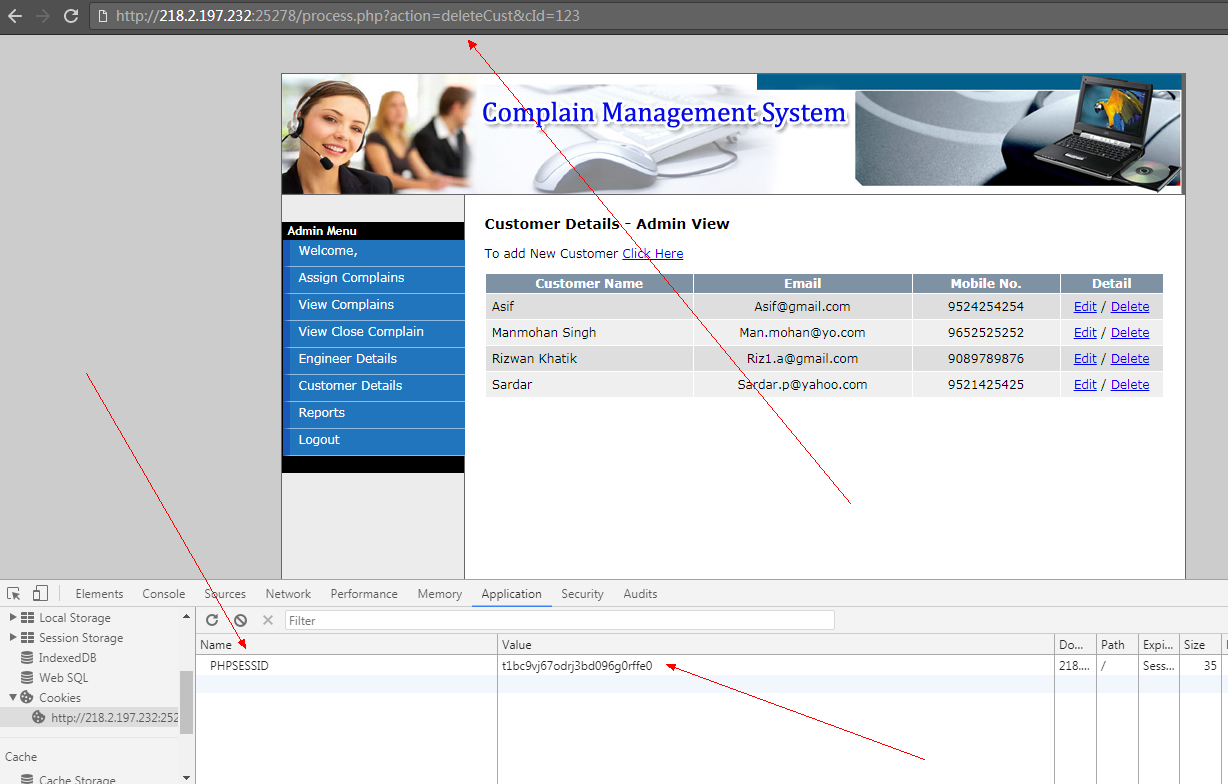 http://218.2.197.232:25278/process.php?action=deleteCust&cId=123
Complain Management System
Admin Menu
Welcome,
Assign Complains
View Complains
View Close Complain
Engineer Details
Customer Details
Reports
Logout
Customer Details - Admin View
To add New Customer Click Here
Customer Name Email Mobile No. Detail
Asif Asif@gmail.com 9524254254 Edit / Delete
Manmohan Singh Man.mohan@yo.com 9652525252 Edit / Delete
Rizwan Khatik Riz1.a@gmail.com 9089789876 Edit / Delete
Sardar Sardar.p@yahoo.com 9521425425 Edit / Delete
Elements Console Sources Network Performance Memory Application Security Audits
Local Storage
Session Storage
IndexedDB
Web SQL
Cookies
http://218.2.197.232:252
Cache
Cache Storage
Filter
Name Value Do... Path Expi... Size
PHPSESSID t1bc9vj67odrj3bd096g0rffe0 218.... / Sess... 35